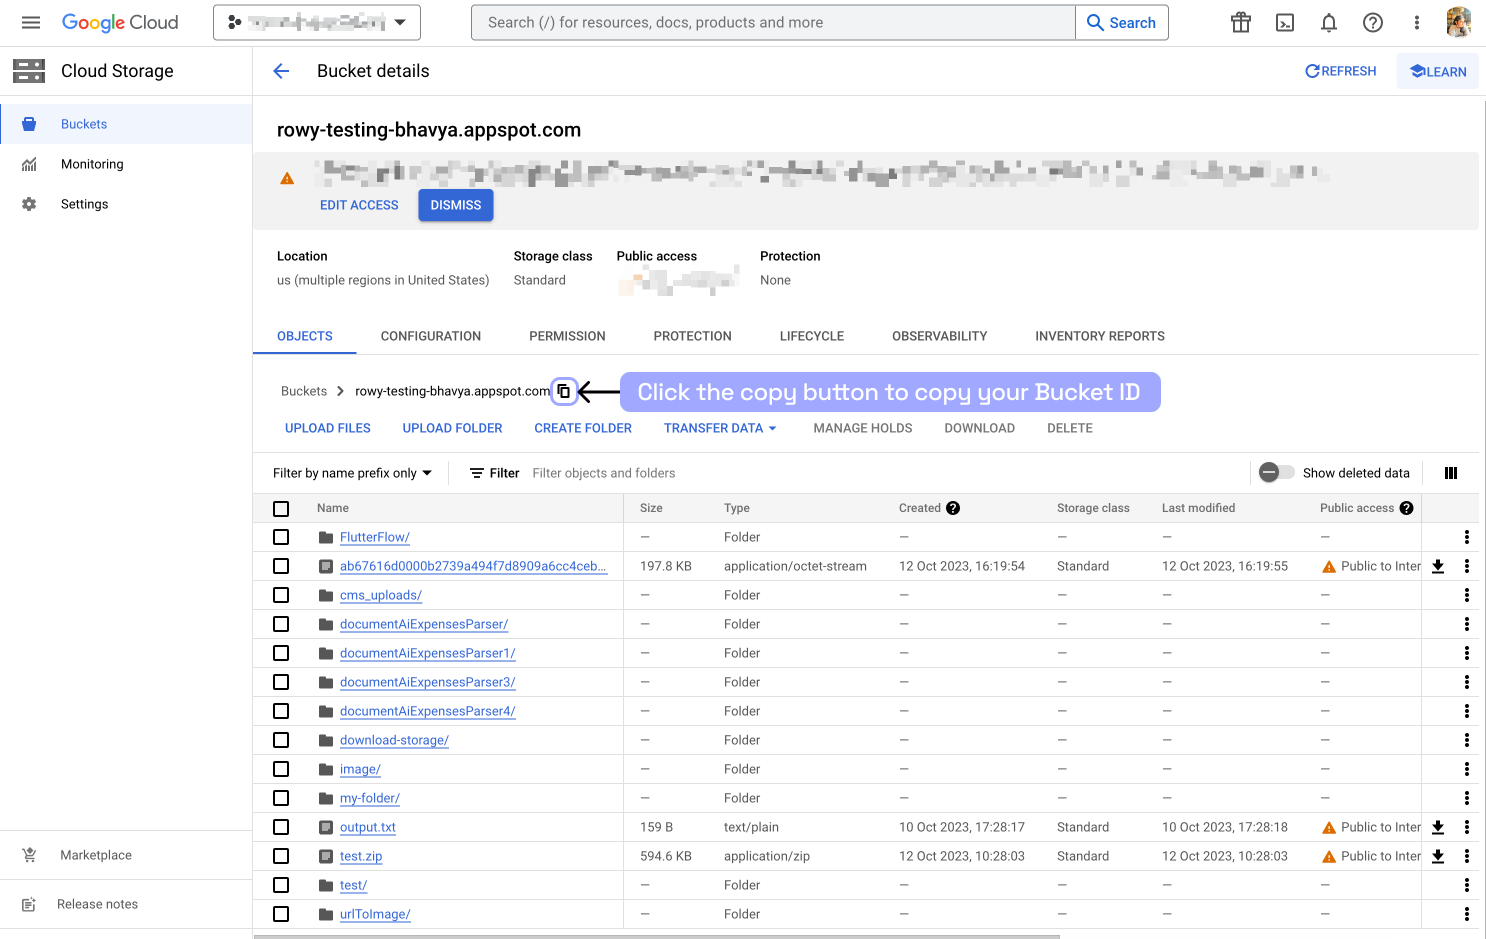 Google Cloud
Search (/) for resources, docs, products and more
Search
Cloud Storage
Bucket details
REFRESH
LEARN
Buckets
Monitoring
Settings
rowy-testing-bhavya.appspot.com
EDIT ACCESS DISMISS
Location Storage class Public access Protection
us (multiple regions in United States) Standard None
OBJECTS CONFIGURATION PERMISSION PROTECTION LIFECYCLE OBSERVABILITY INVENTORY REPORTS
Buckets > rowy-testing-bhavya.appspot.com Click the copy button to copy your Bucket ID
UPLOAD FILES UPLOAD FOLDER CREATE FOLDER TRANSFER DATA MANAGE HOLDS DOWNLOAD DELETE
Filter by name prefix only Filter Filter objects and folders Show deleted data
Name Size Type Created Storage class Last modified Public access
FlutterFlow/ — Folder — — — —
ab67616d0000b2739a494f7d8909a6cc4ceb... 197.8 KB application/octet-stream 12 Oct 2023, 16:19:54 Standard 12 Oct 2023, 16:19:55 Public to Inter
cms_uploads/ — Folder — — — —
documentAiExpensesParser/ — Folder — — — —
documentAiExpensesParser1/ — Folder — — — —
documentAiExpensesParser3/ — Folder — — — —
documentAiExpensesParser4/ — Folder — — — —
download-storage/ — Folder — — — —
image/ — Folder — — — —
my-folder/ — Folder — — — —
output.txt 159 B text/plain 10 Oct 2023, 17:28:17 Standard 10 Oct 2023, 17:28:18 Public to Inter
test.zip 594.6 KB application/zip 12 Oct 2023, 10:28:03 Standard 12 Oct 2023, 10:28:03 Public to Inter
test/ — Folder — — — —
urlToImage/ — Folder — — — —
Marketplace
Release notes